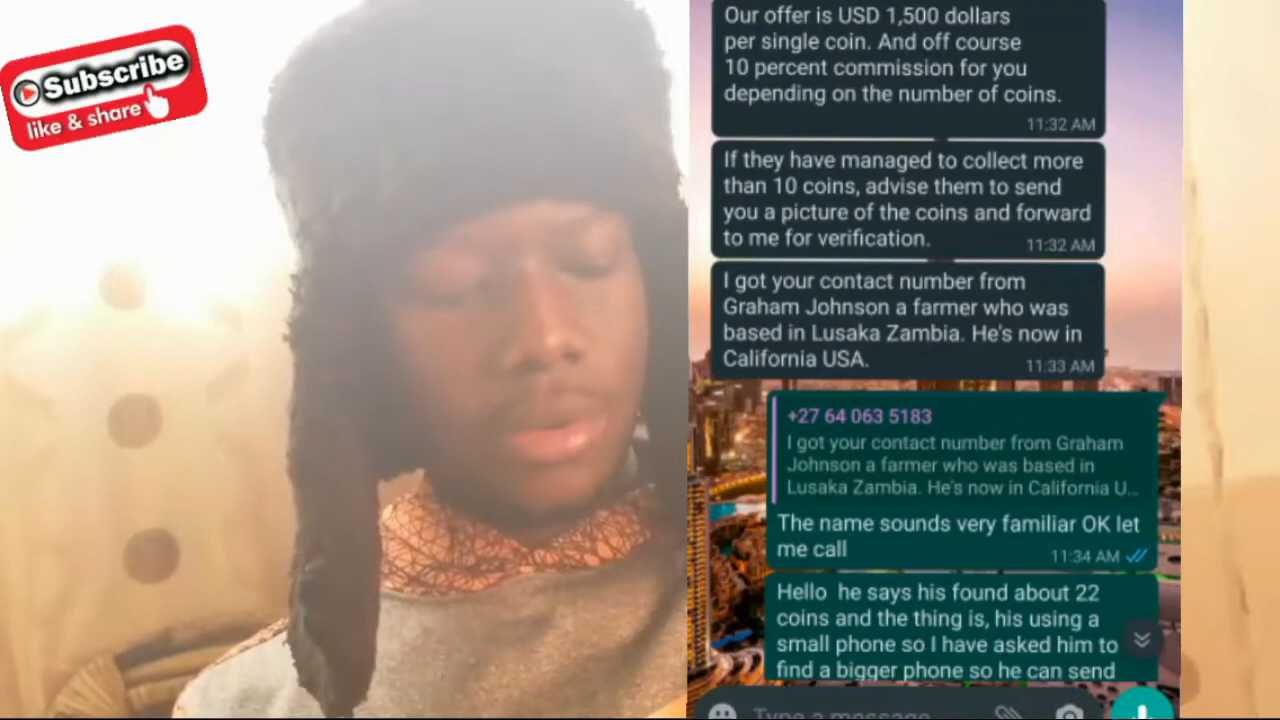 Subscribe
like & share
Our offer is USD 1,500 dollars
per single coin. And off course
10 percent commission for you
depending on the number of coins.
11:32 AM
If they have managed to collect more
than 10 coins, advise them to send
you a picture of the coins and forward
to me for verification.
11:32 AM
I got your contact number from
Graham Johnson a farmer who was
based in Lusaka Zambia. He's now in
California USA.
11:33 AM
+27 64 063 5183
I got your contact number from Graham
Johnson a farmer who was based in
Lusaka Zambia. He's now in California U...
The name sounds very familiar OK let
me call
11:34 AM
Hello he says his found about 22
coins and the thing is, his using a
small phone so I have asked him to
find a bigger phone so he can send
Type a message